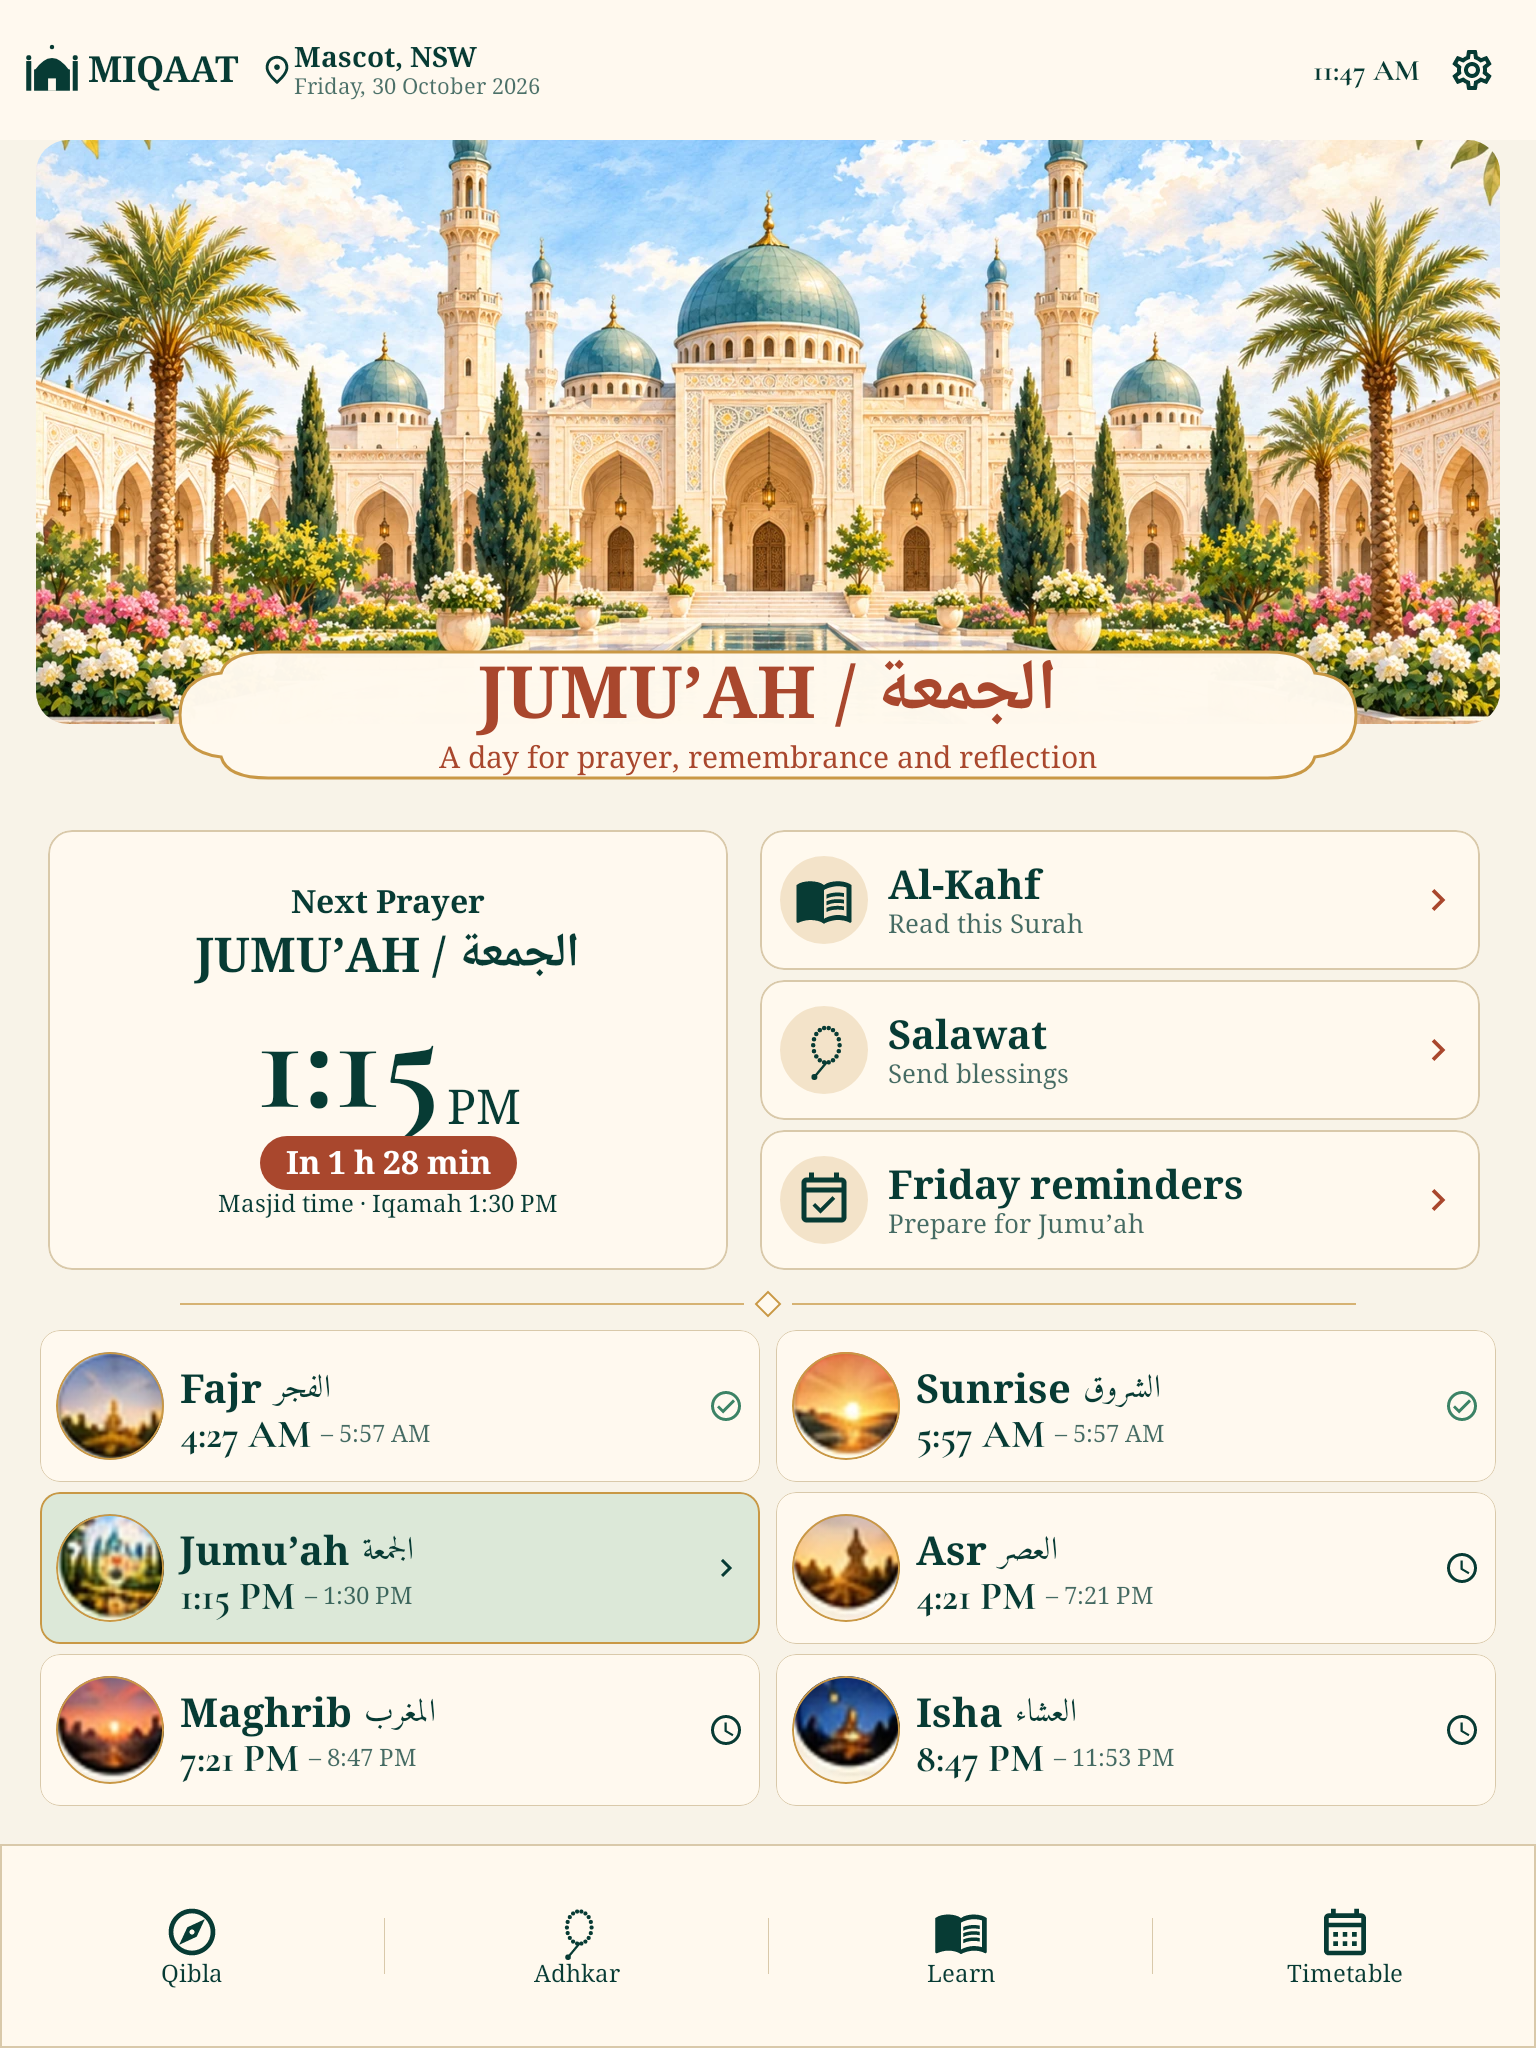 MIQAAT
Mascot, NSW
Friday, 30 October 2026
11:47 AM
JUMU’AH / الجمعة
A day for prayer, remembrance and reflection
Next Prayer
JUMU’AH / الجمعة
1:15 PM
In 1 h 28 min
Masjid time · Iqamah 1:30 PM
Al-Kahf
Read this Surah
Salawat
Send blessings
Friday reminders
Prepare for Jumu’ah
Fajr الفجر
4:27 AM – 5:57 AM
Sunrise الشروق
5:57 AM – 5:57 AM
Jumu’ah الجمعة
1:15 PM – 1:30 PM
Asr العصر
4:21 PM – 7:21 PM
Maghrib المغرب
7:21 PM – 8:47 PM
Isha العشاء
8:47 PM – 11:53 PM
Qibla
Adhkar
Learn
Timetable